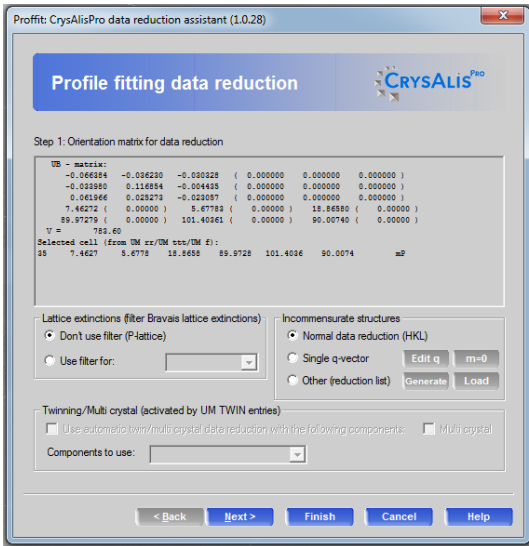 Proffit: CrysAlisPro data reduction assistant (1.0.28)
Profile fitting data reduction
CRYSALIS PRO
Step 1: Orientation matrix for data reduction
UB - matrix:
-0.066384 -0.036230 -0.030328 ( 0.000000 0.000000 0.000000 )
-0.033980 0.116854 -0.004435 ( 0.000000 0.000000 0.000000 )
0.061966 0.025273 -0.023057 ( 0.000000 0.000000 0.000000 )
7.46272 ( 0.00000 ) 5.67783 ( 0.00000 ) 18.86580 ( 0.00000 )
89.97279 ( 0.00000 ) 101.40361 ( 0.00000 ) 90.00740 ( 0.00000 )
V = 783.60
Selected cell (from UM rr/UM ttt/UM f):
35 7.4627 5.6778 18.8658 89.9728 101.4036 90.0074 mP
Lattice extinctions (filter Bravais lattice extinctions)
Don't use filter (P-lattice)
Use filter for:
Incommensurate structures
Normal data reduction (HKL)
Single q-vector Edit q m=0
Other (reduction list) Generate Load
Twinning/Multi crystal (activated by UM TWIN entries)
Use automatic twin/multi crystal data reduction with the following components: Multi crystal
Components to use:
< Back Next > Finish Cancel Help